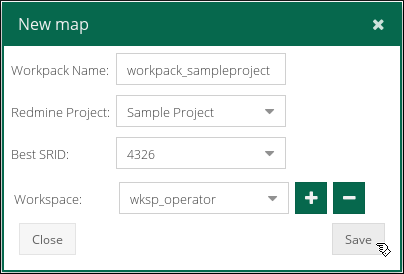 New map
Workpack Name: workpack_sampleproject
Redmine Project: Sample Project
Best SRID: 4326
Workspace: wksp_operator
Close Save